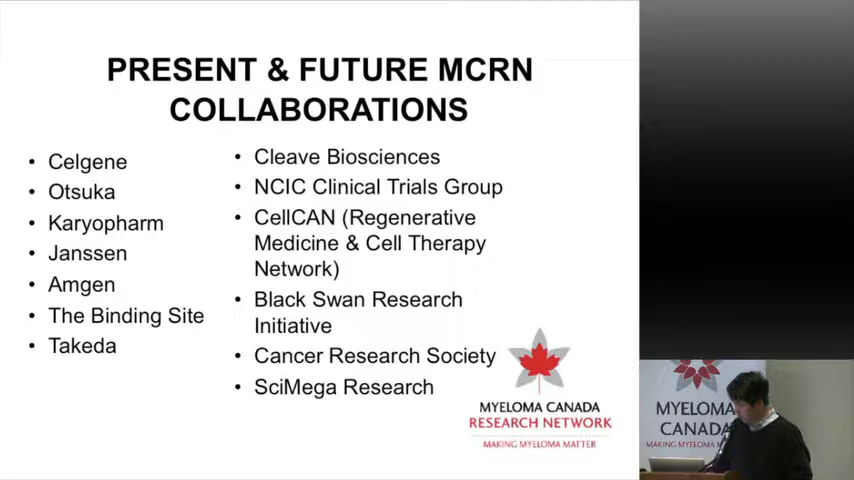 PRESENT & FUTURE MCRN
COLLABORATIONS
• Celgene
• Otsuka
• Karyopharm
• Janssen
• Amgen
• The Binding Site
• Takeda
• Cleave Biosciences
• NCIC Clinical Trials Group
• CellCAN (Regenerative
Medicine & Cell Therapy
Network)
• Black Swan Research
Initiative
• Cancer Research Society
• SciMega Research
MYELOMA CANADA
RESEARCH NETWORK
MAKING MYELOMA MATTER
MYELOMA
CANADA
MAKING MYELOMA